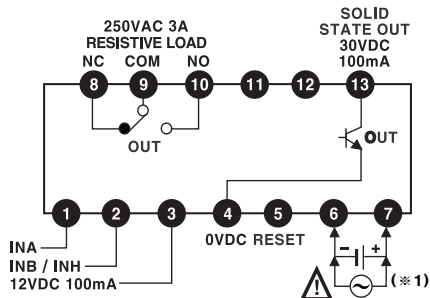 250VAC 3A
RESISTIVE LOAD
NC COM NO
SOLID
STATE OUT
30VDC
100mA
8 9 10 11 12 13
OUT
OUT
1 2 3 4 5 6 7
0VDC RESET
INA
INB / INH
12VDC 100mA
- +
(※1)